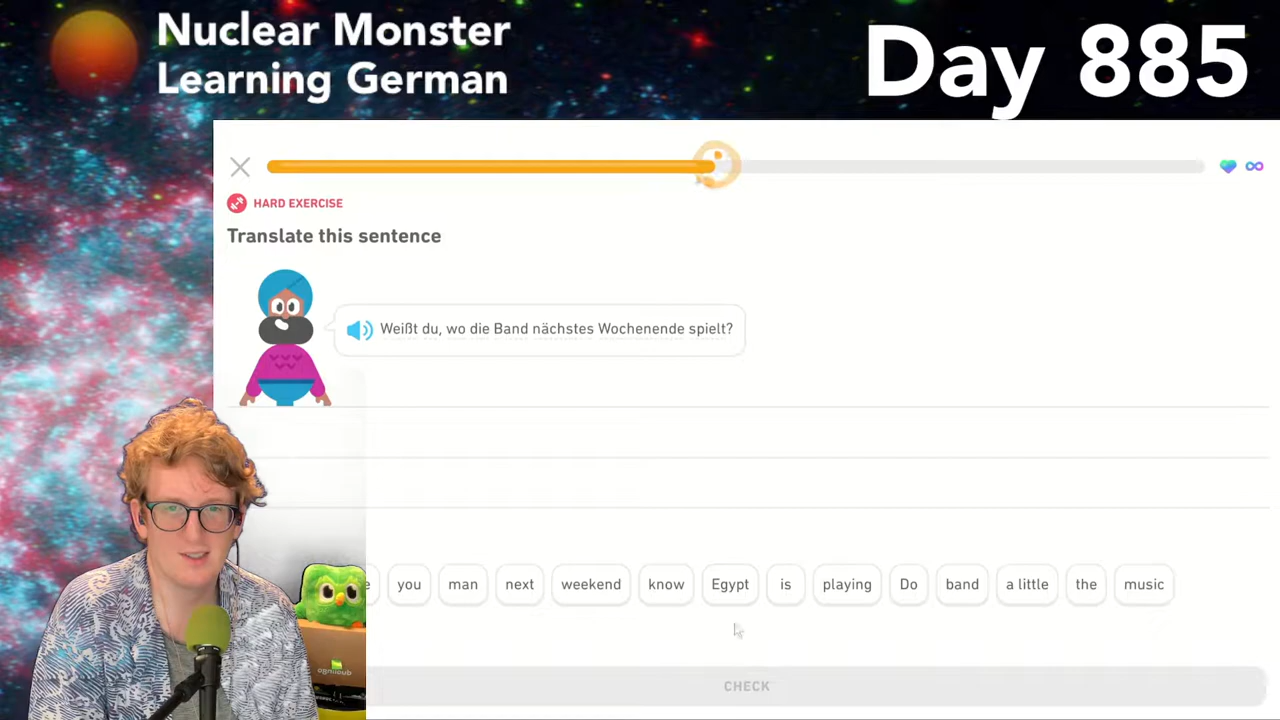 Nuclear Monster
Learning German
Day 885
HARD EXERCISE
Translate this sentence
Weißt du, wo die Band nächstes Wochenende spielt?
you man next weekend know Egypt is playing Do band a little the music
CHECK